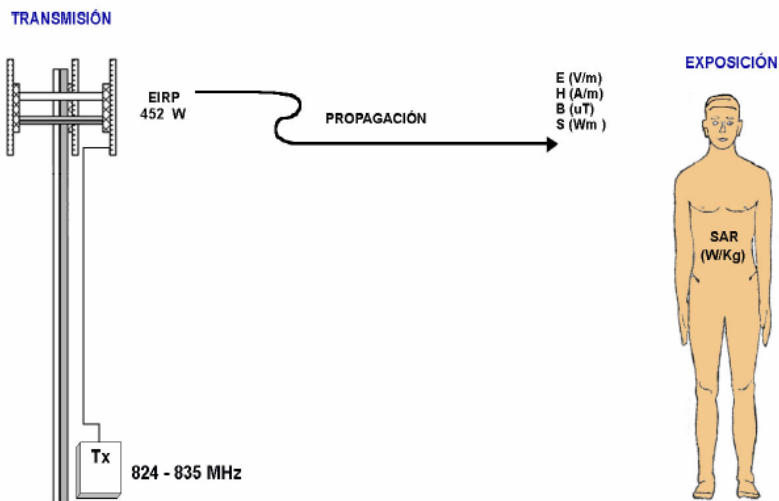 TRANSMISIÓN
EIRP
452 W
PROPAGACIÓN
E (V/m)
H (A/m)
B (uT)
S (Wm )
EXPOSICIÓN
SAR
(W/Kg)
Tx
824 - 835 MHz